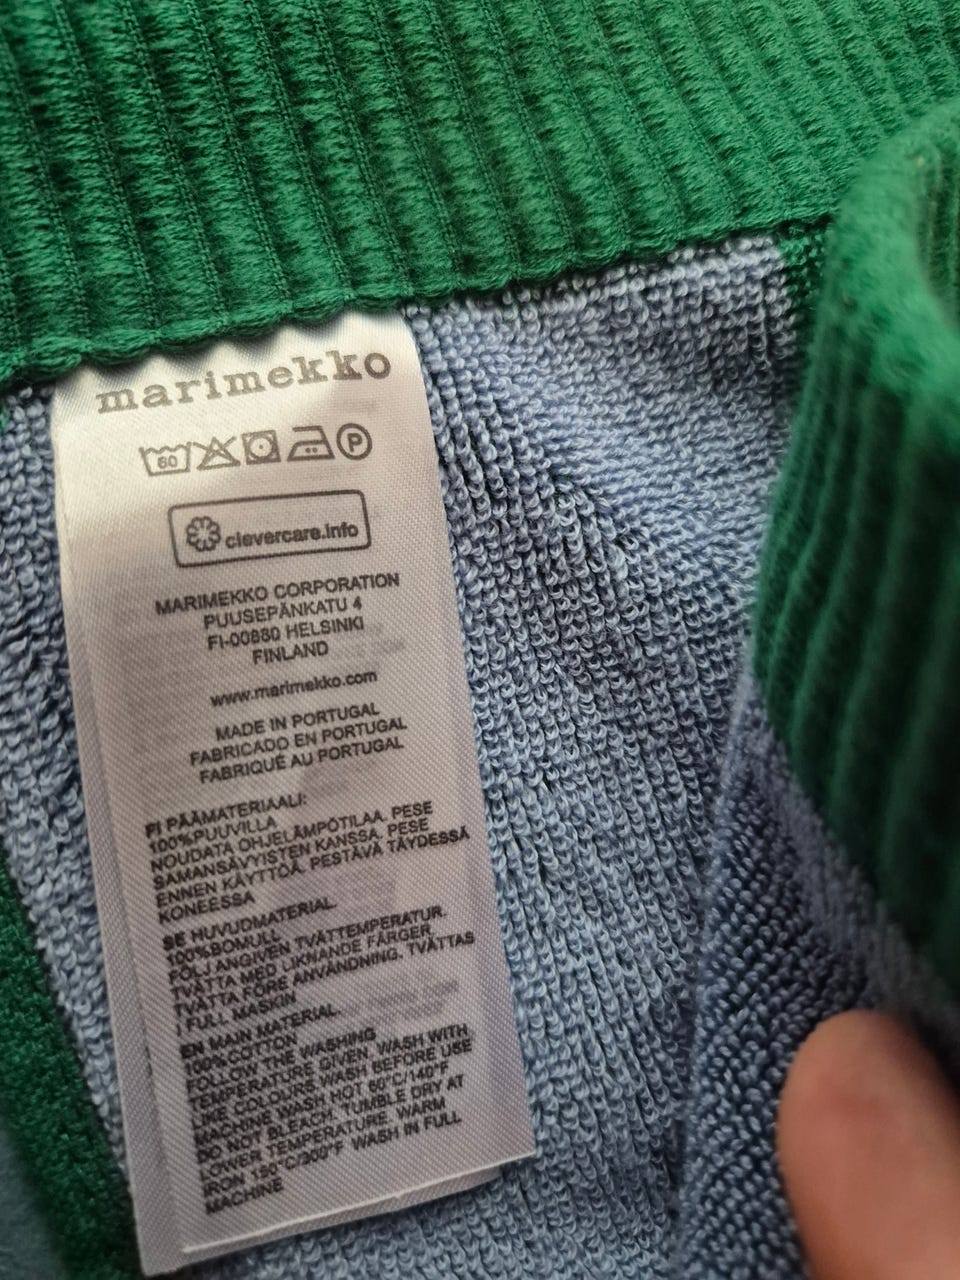 marimekko
60 P
clevercare.info
MARIMEKKO CORPORATION
PUUSEPÄNKATU 4
FI-00880 HELSINKI
FINLAND
www.marimekko.com
MADE IN PORTUGAL
FABRICADO EN PORTUGAL
FABRIQUÉ AU PORTUGAL
FI PÄÄMATERIAALI:
100%PUUVILLA
NOUDATA OHJELÄMPÖTILAA. PESE
SAMANSÄVYISTEN KANSSA. PESE
ENNEN KÄYTTÖÄ. PESTÄVÄ TÄYDESSÄ
KONEESSA
SE HUVUDMATERIAL.
100%BOMULL
FÖLJ ANGIVEN TVÄTTEMPERATUR.
TVÄTTA MED LIKNANDE FÄRGER.
TVÄTTA FÖRE ANVÄNDNING. TVÄTTAS
I FULL MASKIN
EN MAIN MATERIAL.
100%COTTON
FOLLOW THE WASHING
TEMPERATURE GIVEN. WASH WITH
LIKE COLOURS. WASH BEFORE USE
MACHINE WASH HOT 60°C/140°F
DO NOT BLEACH. TUMBLE DRY AT
LOWER TEMPERATURE. WARM
IRON 150°C/300°F WASH IN FULL
MACHINE